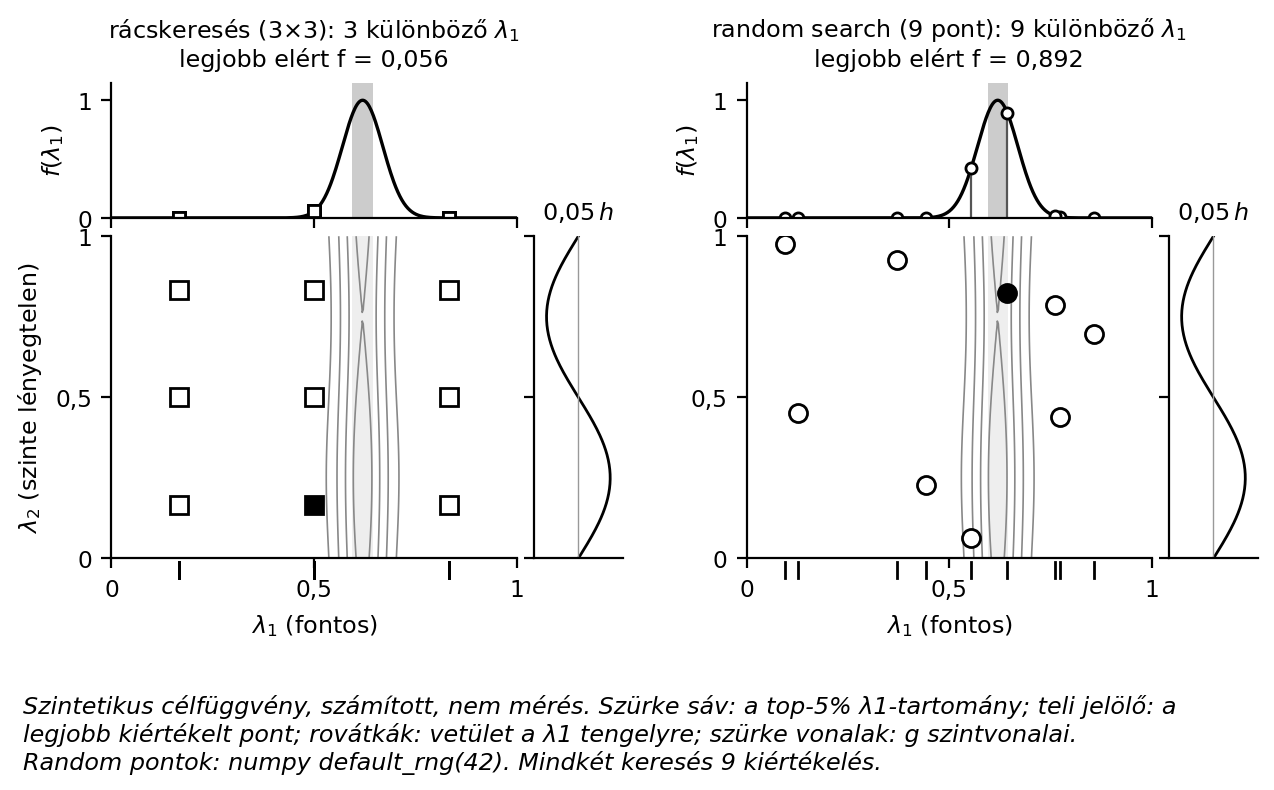 rácskeresés (3×3): 3 különböző λ₁
legjobb elért f = 0,056
random search (9 pont): 9 különböző λ₁
legjobb elért f = 0,892
f(λ₁)
1
0
f(λ₁)
1
0
0,05 h
0,05 h
λ₂ (szinte lényegtelen)
1
0,5
0
0
0,5
1
λ₁ (fontos)
1
0,5
0
0
0,5
1
λ₁ (fontos)
Szintetikus célfüggvény, számított, nem mérés. Szürke sáv: a top-5% λ1-tartomány; teli jelölő: a
legjobb kiértékelt pont; rovátkák: vetület a λ1 tengelyre; szürke vonalak: g szintvonalai.
Random pontok: numpy default_rng(42). Mindkét keresés 9 kiértékelés.